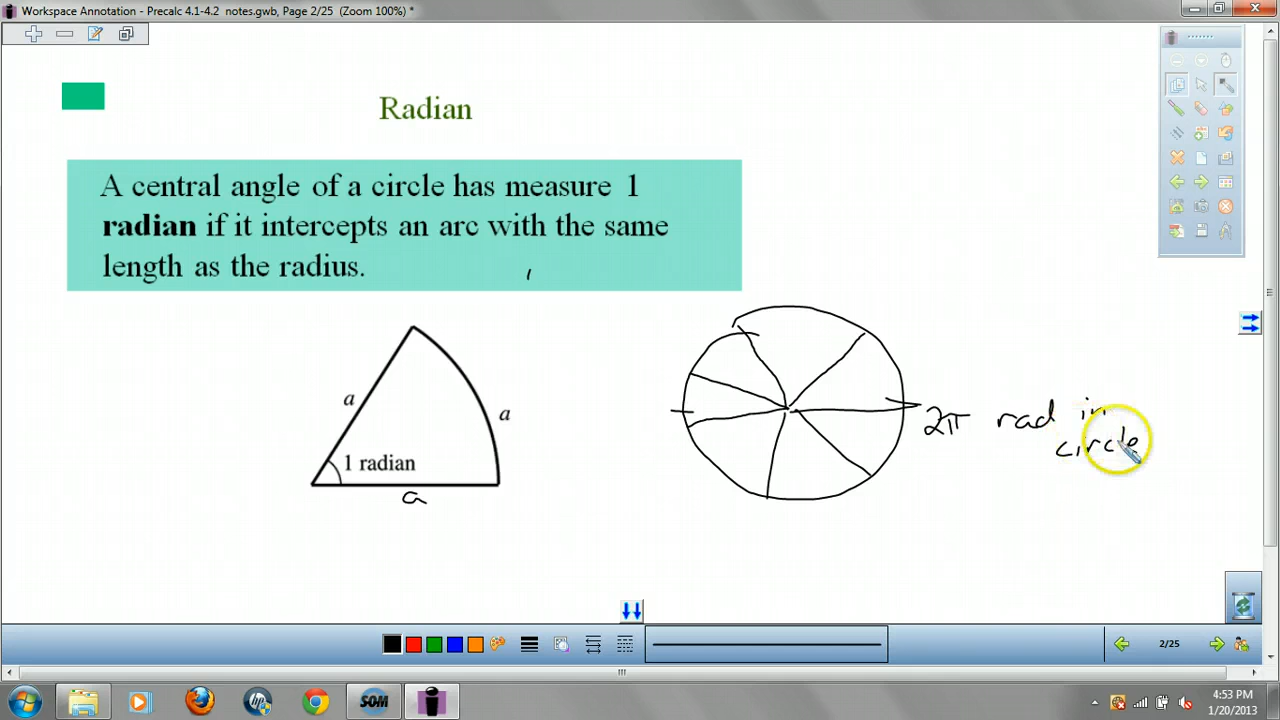 Workspace Annotation - Precalc 4.1-4.2 notes.gwb, Page 2/25 (Zoom 100%) *
Radian
A central angle of a circle has measure 1
radian if it intercepts an arc with the same
length as the radius.
a
a
1 radian
a
2π rad in
circle
2/25
SOM
4:53 PM
1/20/2013